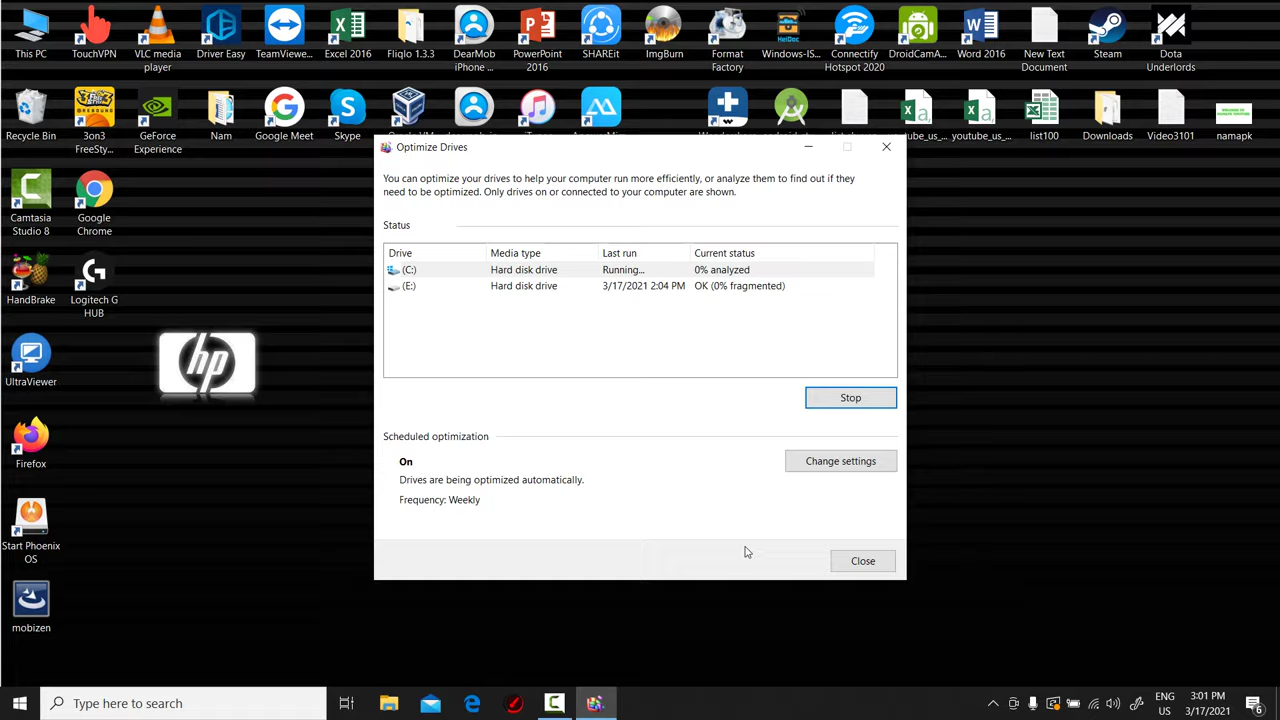 This PC
TouchVPN
VLC media
player
Driver Easy
TeamViewe...
Excel 2016
Fliqlo 1.3.3
DearMob
iPhone ...
PowerPoint
2016
SHAREit
ImgBurn
Format
Factory
Windows-IS...
Connectify
Hotspot 2020
DroidCamA...
Word 2016
New Text
Document
Steam
Dota
Underlords
Recycle Bin
3on3
FreeSty...
GeForce
Experience
Nam
Google Meet
Skype
youtube_us_...
youtube_us_...
list100
Downloads
Video3101
namapk
Camtasia
Studio 8
Google
Chrome
HandBrake
Logitech G
HUB
UltraViewer
hp
Firefox
Start Phoenix
OS
mobizen
Optimize Drives
You can optimize your drives to help your computer run more efficiently, or analyze them to find out if they
need to be optimized. Only drives on or connected to your computer are shown.
Status
Drive Media type Last run Current status
(C:) Hard disk drive Running... 0% analyzed
(E:) Hard disk drive 3/17/2021 2:04 PM OK (0% fragmented)
Stop
Scheduled optimization
On
Change settings
Drives are being optimized automatically.
Frequency: Weekly
Close
Type here to search
ENG
US
3:01 PM
3/17/2021
6